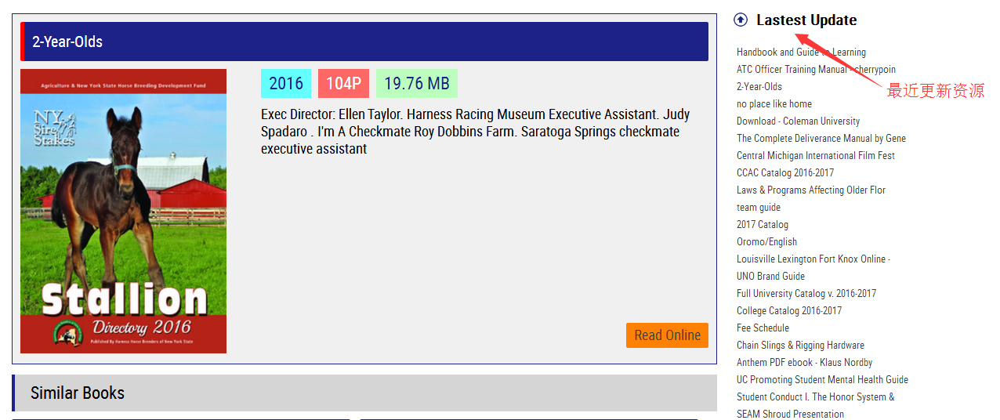 2-Year-Olds
Agriculture & New York State Horse Breeding Development Fund
NY
Sire
Stakes
Stallion
Directory 2016
Published By Harness Horse Breeders of New York State
2016 104P 19.76 MB
Exec Director: Ellen Taylor. Harness Racing Museum Executive Assistant. Judy
Spadaro . I'm A Checkmate Roy Dobbins Farm. Saratoga Springs checkmate
executive assistant
Read Online
Similar Books
Lastest Update
最近更新资源
Handbook and Guide to Learning
ATC Officer Training Manual - cherrypoin
2-Year-Olds
no place like home
Download - Coleman University
The Complete Deliverance Manual by Gene
Central Michigan International Film Fest
CCAC Catalog 2016-2017
Laws & Programs Affecting Older Flor
team guide
2017 Catalog
Oromo/English
Louisville Lexington Fort Knox Online -
UNO Brand Guide
Full University Catalog v. 2016-2017
College Catalog 2016-2017
Fee Schedule
Chain Slings & Rigging Hardware
Anthem PDF ebook - Klaus Nordby
UC Promoting Student Mental Health Guide
Student Conduct I. The Honor System &
SEAM Shroud Presentation